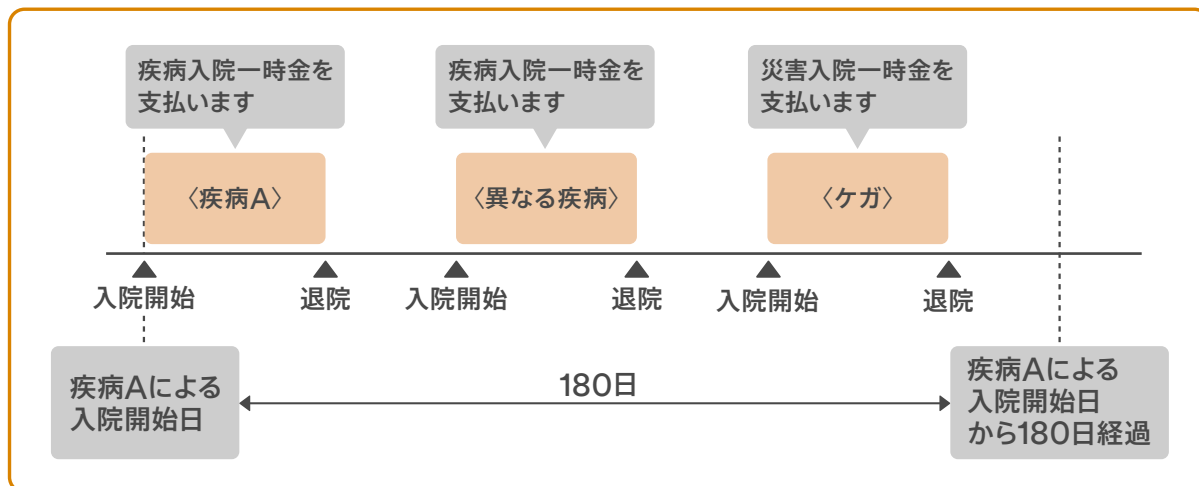 疾病入院一時金を
支払います
疾病入院一時金を
支払います
災害入院一時金を
支払います
〈疾病A〉
〈異なる疾病〉
〈ケガ〉
入院開始
退院
入院開始
退院
入院開始
退院
疾病Aによる
入院開始日
180日
疾病Aによる
入院開始日
から180日経過